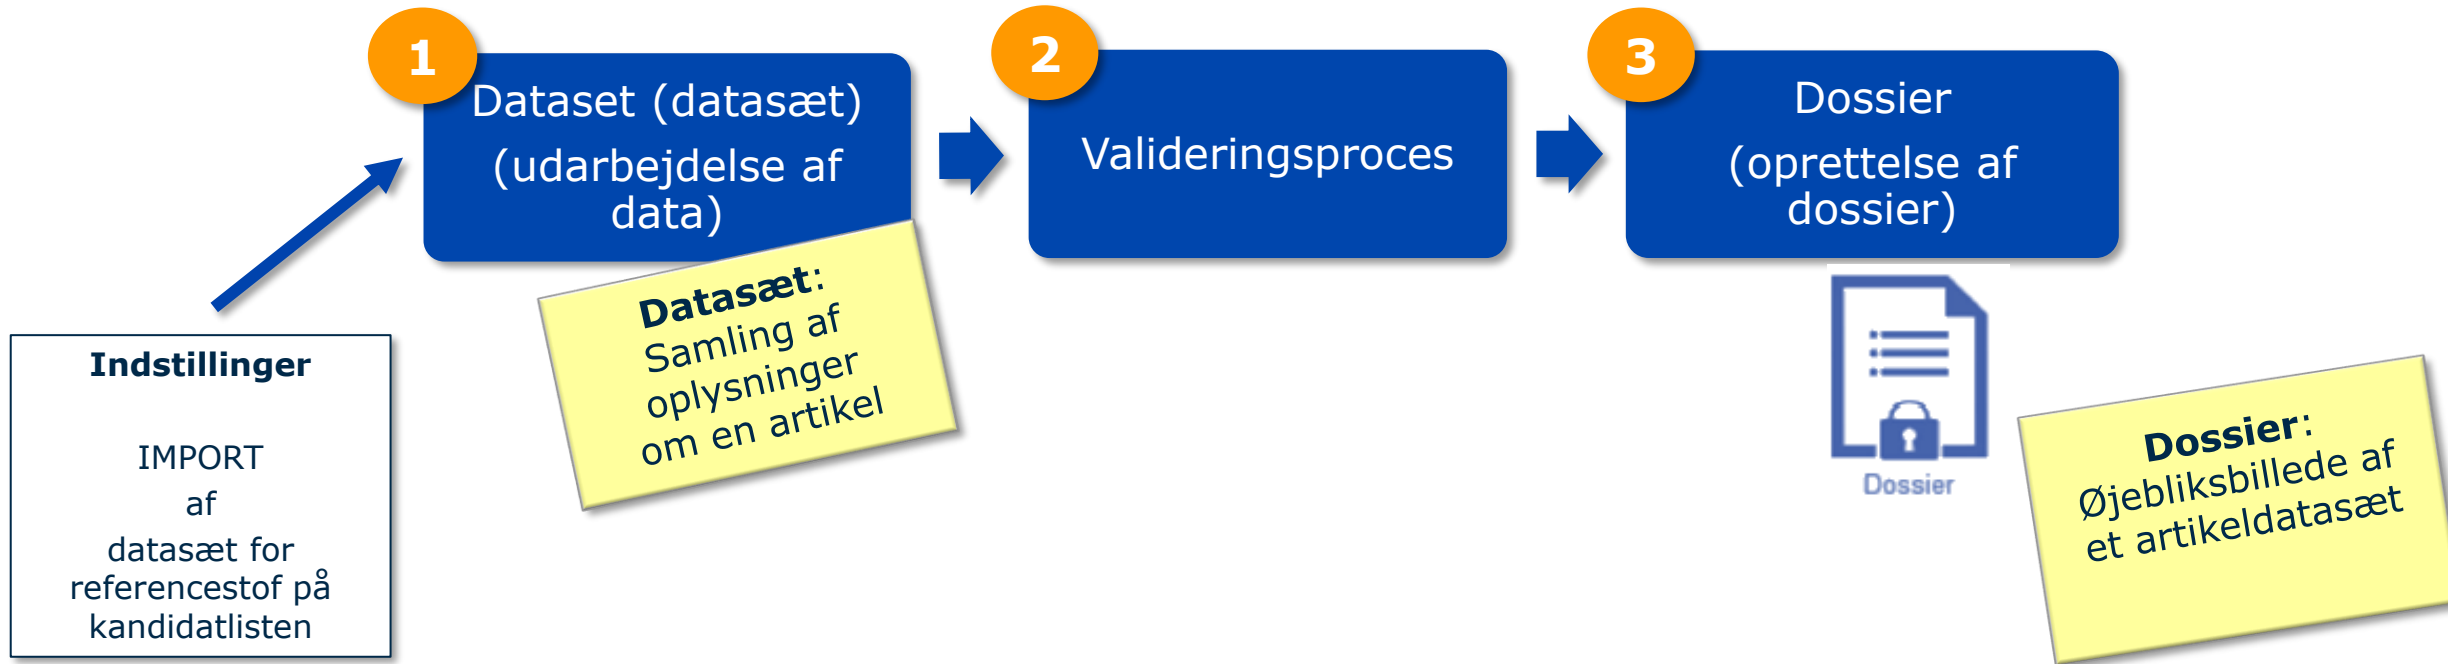 1
Dataset (datasæt)
(udarbejdelse af
data)
2
Valideringsproces
3
Dossier
(oprettelse af
dossier)
Datasæt:
Samling af
oplysninger
om en artikel
Indstillinger
IMPORT
af
datasæt for
referencestof på
kandidatlisten
Dossier
Dossier:
Øjebliksbillede af
et artikeldatasæt